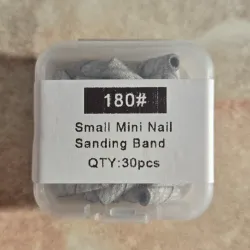 180#
Small Mini Nail
Sanding Band
QTY:30pcs